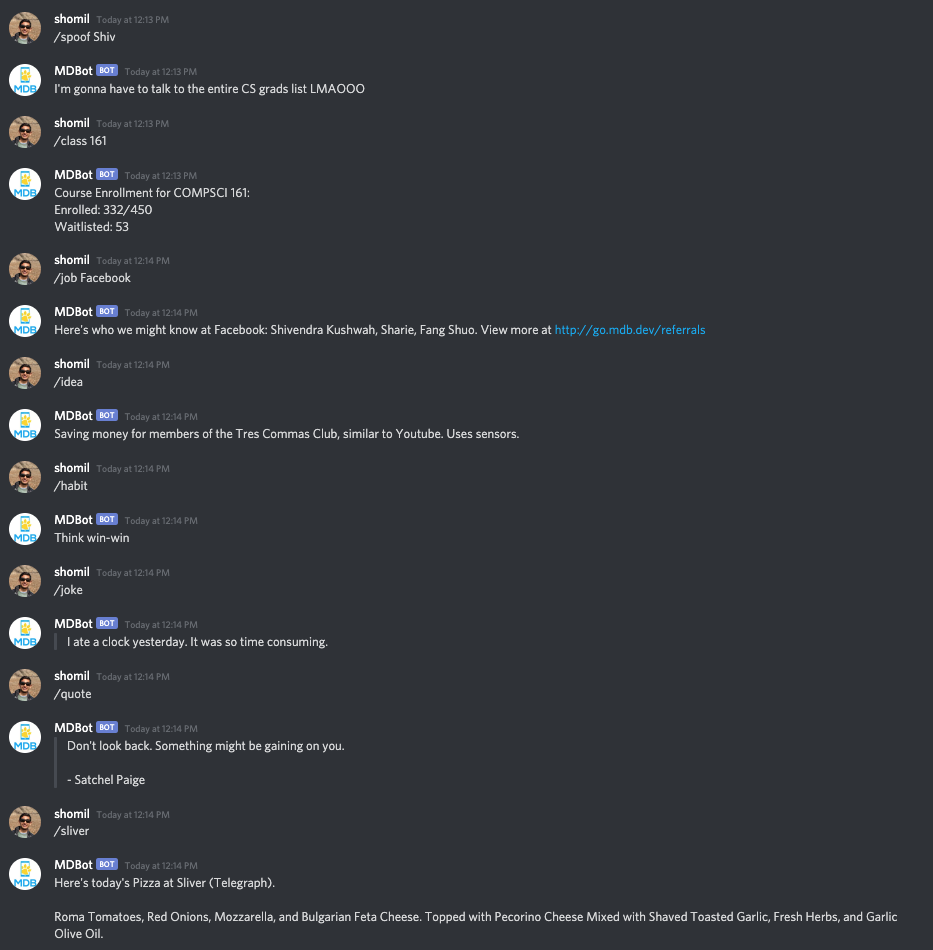 shomil Today at 12:13 PM
/spoof Shiv
MDBot BOT Today at 12:13 PM
I'm gonna have to talk to the entire CS grads list LMAOOO
MDB
shomil Today at 12:13 PM
/class 161
MDBot BOT Today at 12:13 PM
Course Enrollment for COMPSCI 161:
MDB
Enrolled: 332/450
Waitlisted: 53
shomil Today at 12:14 PM
/job Facebook
MDBot BOT Today at 12:14 PM
Here's who we might know at Facebook: Shivendra Kushwah, Sharie, Fang Shuo. View more at http://go.mdb.dev/referrals
MDB
shomil Today at 12:14 PM
/idea
MDBot BOT Today at 12:14 PM
Saving money for members of the Tres Commas Club, similar to Youtube. Uses sensors.
MDB
shomil Today at 12:14 PM
/habit
MDBot BOT Today at 12:14 PM
Think win-win
MDB
shomil Today at 12:14 PM
/joke
MDBot BOT Today at 12:14 PM
I ate a clock yesterday. It was so time consuming.
MDB
shomil Today at 12:14 PM
/quote
MDBot BOT Today at 12:14 PM
Don't look back. Something might be gaining on you.
MDB
- Satchel Paige
shomil Today at 12:14 PM
/sliver
MDBot BOT Today at 12:14 PM
Here's today's Pizza at Sliver (Telegraph).
MDB
Roma Tomatoes, Red Onions, Mozzarella, and Bulgarian Feta Cheese. Topped with Pecorino Cheese Mixed with Shaved Toasted Garlic, Fresh Herbs, and Garlic
Olive Oil.